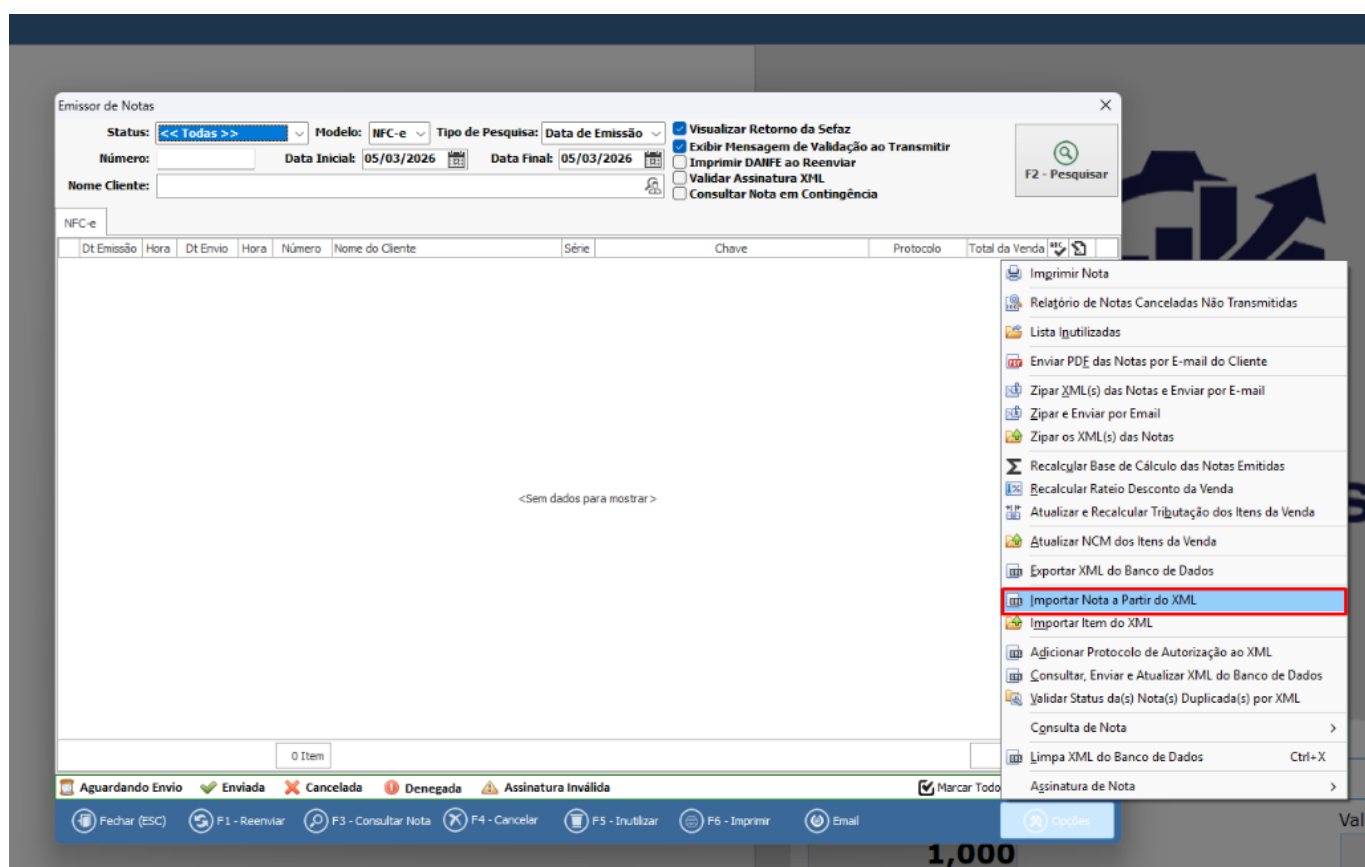 Emissor de Notas
Status: << Todas >> Modelo: NFC-e Tipo de Pesquisa: Data de Emissão
Número: Data Inicial: 05/03/2026 Data Final: 05/03/2026
Nome Cliente:
Visualizar Retorno da Sefaz
Exibir Mensagem de Validação ao Transmitir
Imprimir DANFE ao Reenviar
Validar Assinatura XML
Consultar Nota em Contingência
F2 - Pesquisar
NFC-e
Dt Emissão Hora Dt Envio Hora Número Nome do Cliente Série Chave Protocolo Total da Venda
<Sem dados para mostrar>
Imprimir Nota
Relatório de Notas Canceladas Não Transmitidas
Lista Inutilizadas
Enviar PDF das Notas por E-mail do Cliente
Zipar XML(s) das Notas e Enviar por E-mail
Zipar e Enviar por Email
Zipar os XML(s) das Notas
Recalcular Base de Cálculo das Notas Emitidas
Recalcular Rateio Desconto da Venda
Atualizar e Recalcular Tributação dos Itens da Venda
Atualizar NCM dos Itens da Venda
Exportar XML do Banco de Dados
Importar Nota a Partir do XML
Importar Item do XML
Adicionar Protocolo de Autorização ao XML
Consultar, Enviar e Atualizar XML do Banco de Dados
Validar Status da(s) Nota(s) Duplicada(s) por XML
Consulta de Nota
Limpa XML do Banco de Dados Ctrl+X
Assinatura de Nota
0 Item
Aguardando Envio Enviada Cancelada Denegada Assinatura Inválida Marcar Todo
Fechar (ESC) F1 - Reenviar F3 - Consultar Nota F4 - Cancelar F5 - Inutilizar F6 - Imprimir Email Opções
Val
1,000